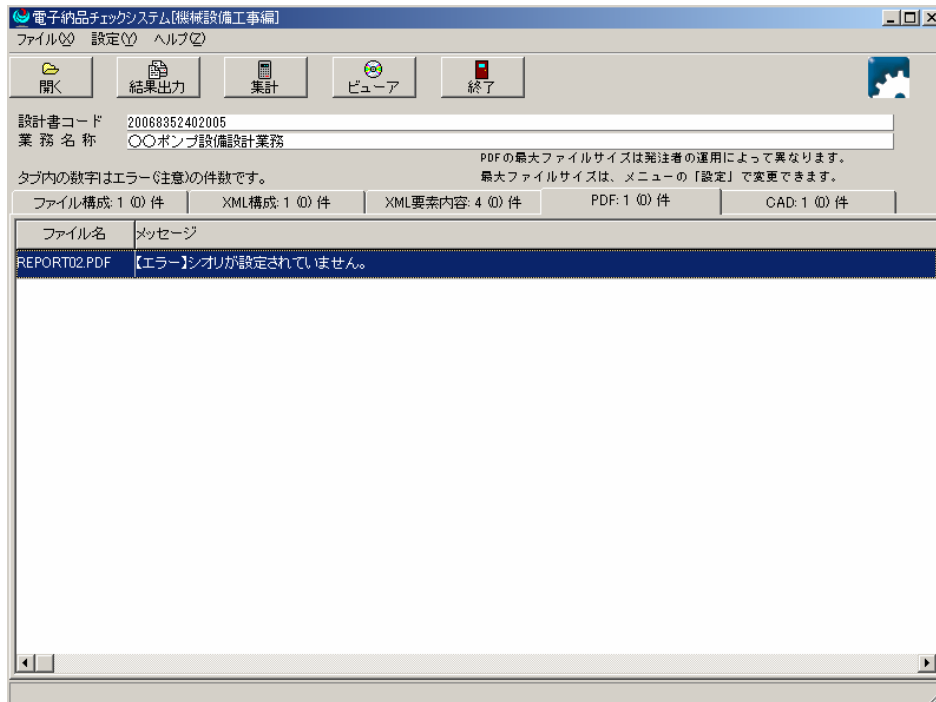 電子納品チェックシステム[機械設備工事編]
ファイル(X) 設定(Y) ヘルプ(Z)
開く 結果出力 集計 ビューア 終了
設計書コード 20068352402005
業務名称 〇〇ポンプ設備設計業務
PDFの最大ファイルサイズは発注者の運用によって異なります。
タブ内の数字はエラー(注意)の件数です。 最大ファイルサイズは、メニューの「設定」で変更できます。
ファイル構成:1 (0) 件 XML構成:1 (0) 件 XML要素内容:4 (0) 件 PDF:1 (0) 件 CAD:1 (0) 件
ファイル名 メッセージ
REPORT02.PDF 【エラー】シオリが設定されていません。